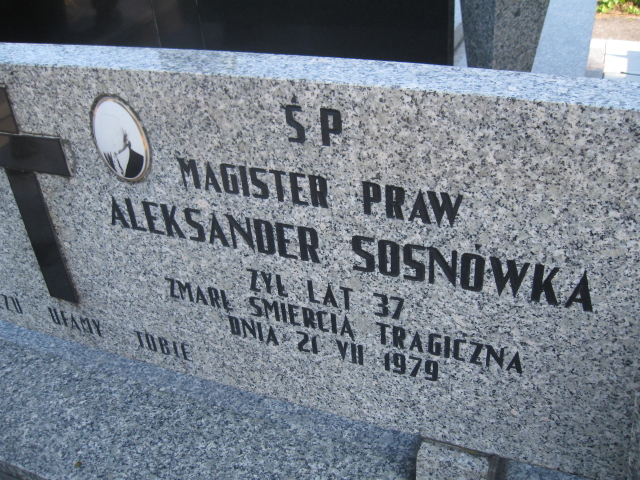 ŚP
MAGISTER PRAW
ALEKSANDER SOSNÓWKA
ŻYŁ LAT 37
ZMARŁ ŚMIERCIĄ TRAGICZNĄ
DNIA 21 VII 1979
UFAMY TOBIE